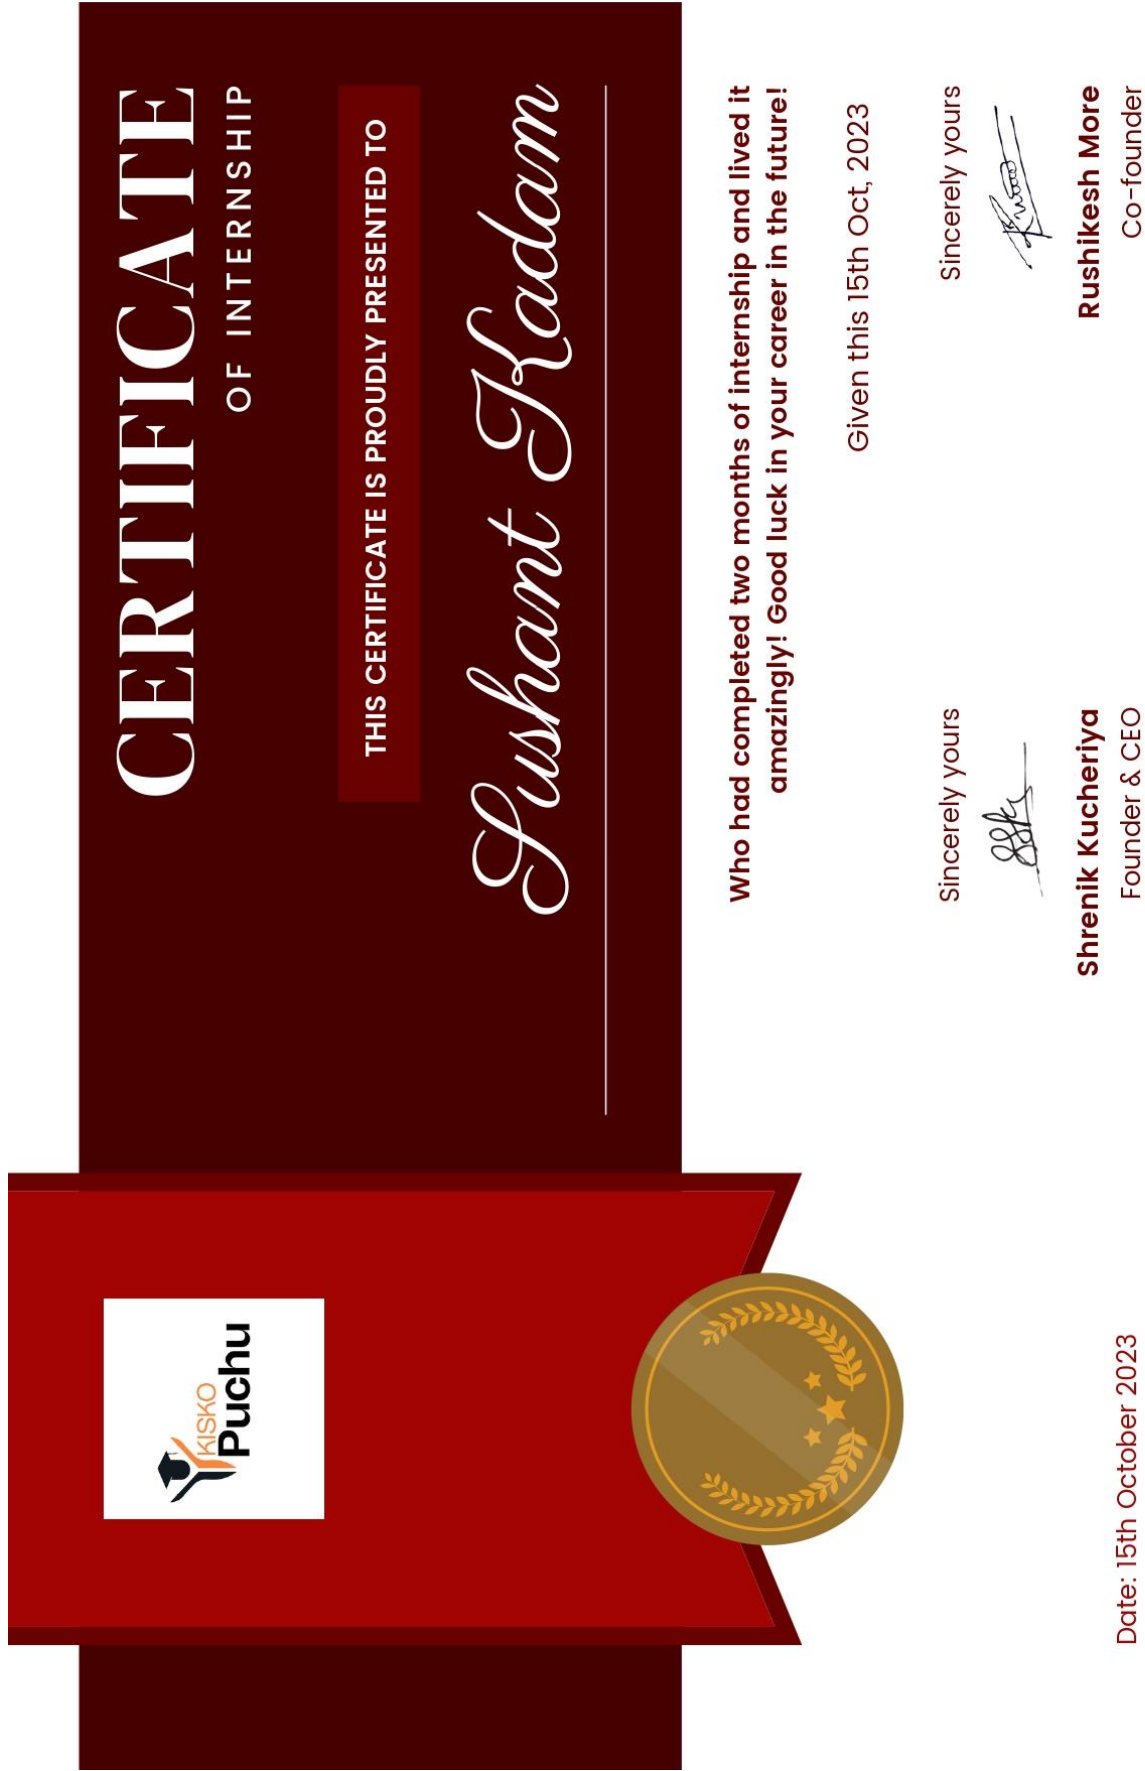 KISKO
Puchu
CERTIFICATE
OF INTERNSHIP
THIS CERTIFICATE IS PROUDLY PRESENTED TO
Sushant Kadam
Who had completed two months of internship and lived it
amazingly! Good luck in your career in the future!
Given this 15th Oct, 2023
Sincerely yours
Shrenik Kucheriya
Founder & CEO
Sincerely yours
Rushikesh More
Co-founder
Date: 15th October 2023